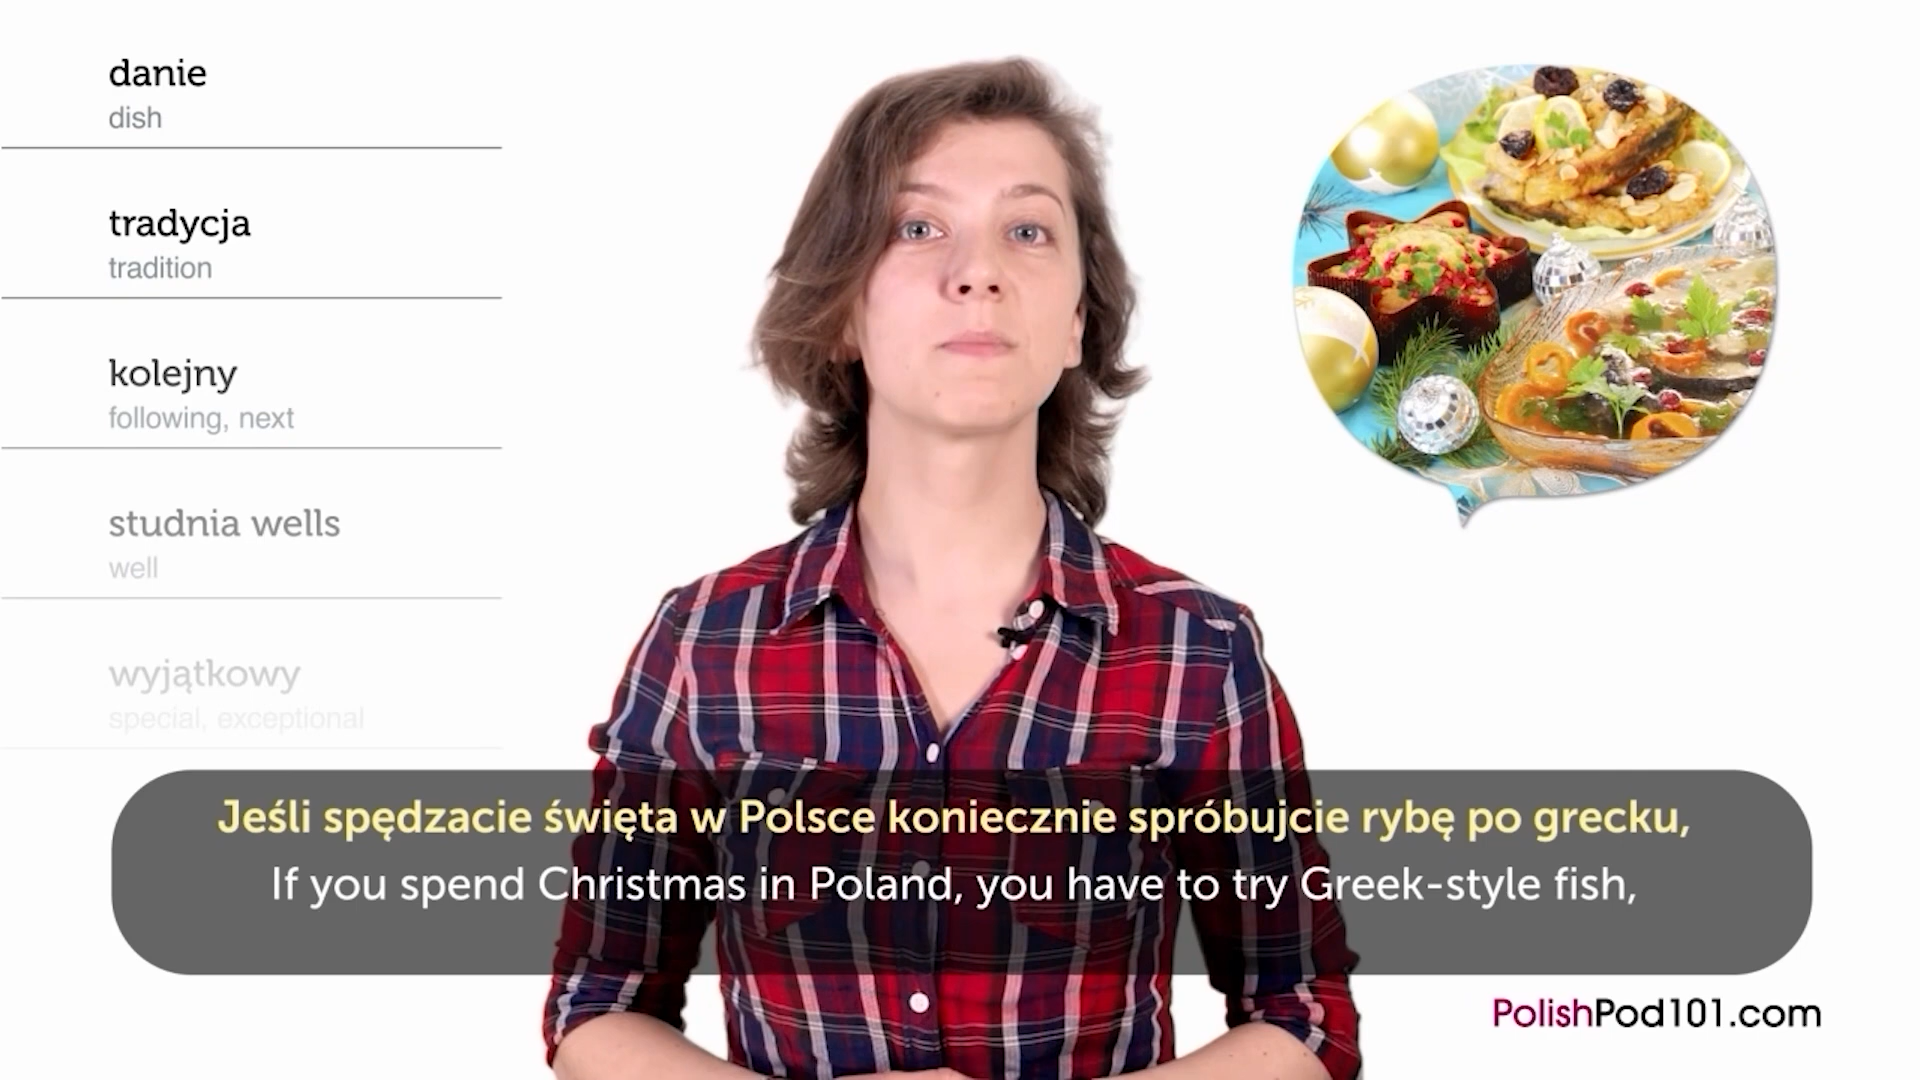 danie
dish
tradycja
tradition
kolejny
following, next
studnia wells
well
wyjątkowy
special, exceptional
Jeśli spędzacie święta w Polsce koniecznie spróbujcie rybę po grecku,
If you spend Christmas in Poland, you have to try Greek-style fish,
PolishPod101.com